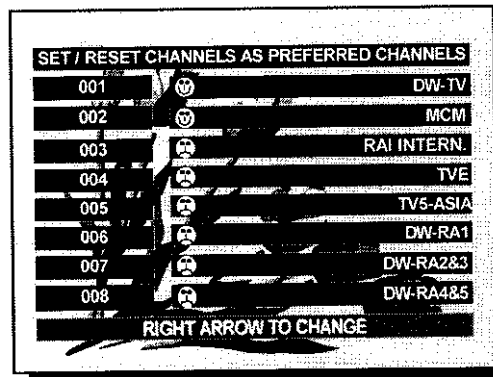 SET / RESET CHANNELS AS PREFERRED CHANNELS
001 DW-TV
002 MCM
003 RAI INTERN.
004 TVE
005 TV5-ASIA
006 DW-RA1
007 DW-RA2&3
008 DW-RA4&5
RIGHT ARROW TO CHANGE